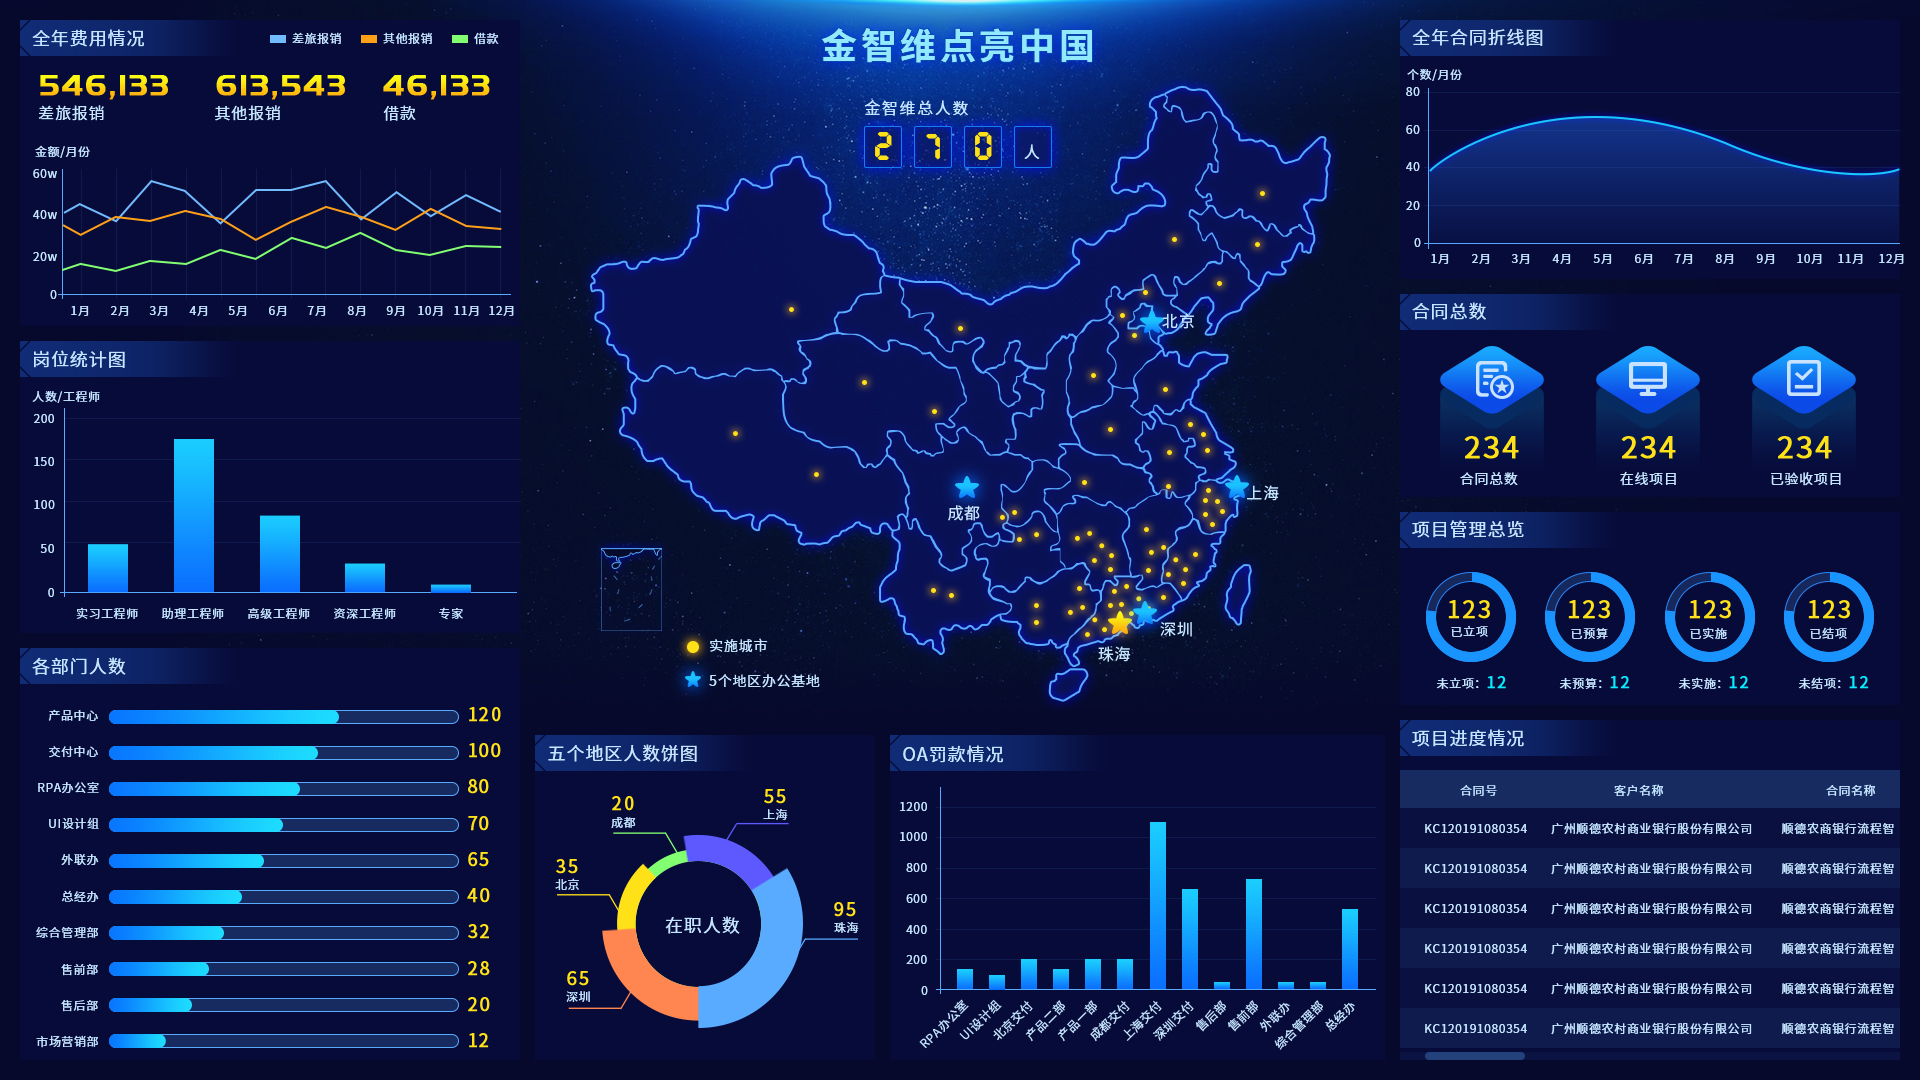 金智维点亮中国
金智维总人数
2 7 0 人
全年费用情况
差旅报销 其他报销 借款
546,133 613,543 46,133
差旅报销 其他报销 借款
金额/月份
60w
40w
20w
0
1月 2月 3月 4月 5月 6月 7月 8月 9月 10月 11月 12月
岗位统计图
人数/工程师
200
150
100
50
0
实习工程师 助理工程师 高级工程师 资深工程师 专家
各部门人数
产品中心 120
交付中心 100
RPA办公室 80
UI设计组 70
外联办 65
总经办 40
综合管理部 32
售前部 28
售后部 20
市场营销部 12
北京
上海
成都
深圳
珠海
实施城市
5个地区办公基地
五个地区人数饼图
20
成都
55
上海
35
北京
95
珠海
65
深圳
在职人数
OA罚款情况
1200
1000
800
600
400
200
0
RPA办公室 UI设计组 北京交付 产品二部 产品一部 成都交付 上海交付 深圳交付 售后部 售前部 外联办 综合管理部 总经办
全年合同折线图
个数/月份
80
60
40
20
0
1月 2月 3月 4月 5月 6月 7月 8月 9月 10月 11月 12月
合同总数
234 234 234
合同总数 在线项目 已验收项目
项目管理总览
123 123 123 123
已立项 已预算 已实施 已结项
未立项：12 未预算：12 未实施：12 未结项：12
项目进度情况
合同号 客户名称 合同名称
KC120191080354 广州顺德农村商业银行股份有限公司 顺德农商银行流程智
KC120191080354 广州顺德农村商业银行股份有限公司 顺德农商银行流程智
KC120191080354 广州顺德农村商业银行股份有限公司 顺德农商银行流程智
KC120191080354 广州顺德农村商业银行股份有限公司 顺德农商银行流程智
KC120191080354 广州顺德农村商业银行股份有限公司 顺德农商银行流程智
KC120191080354 广州顺德农村商业银行股份有限公司 顺德农商银行流程智